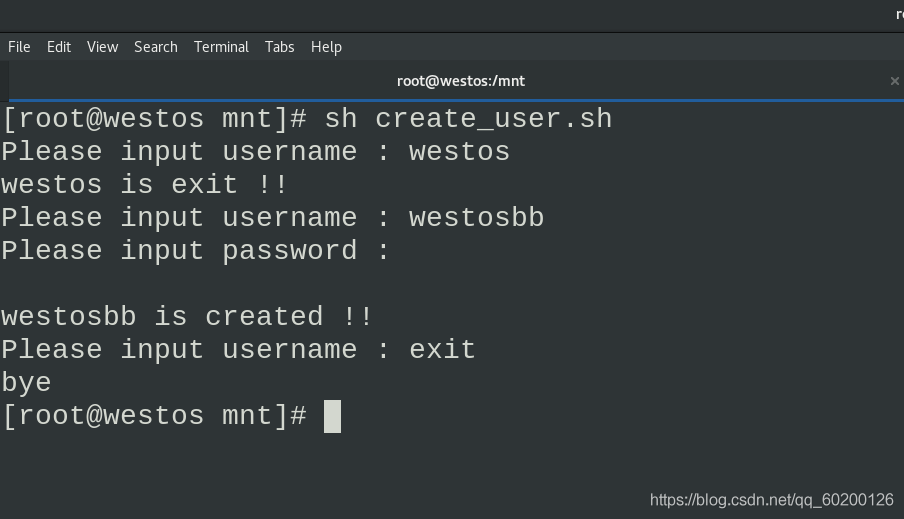 File Edit View Search Terminal Tabs Help
root@westos:/mnt ×
[root@westos mnt]# sh create_user.sh
Please input username : westos
westos is exit !!
Please input username : westosbb
Please input password :
westosbb is created !!
Please input username : exit
bye
[root@westos mnt]#
https://blog.csdn.net/qq_60200126